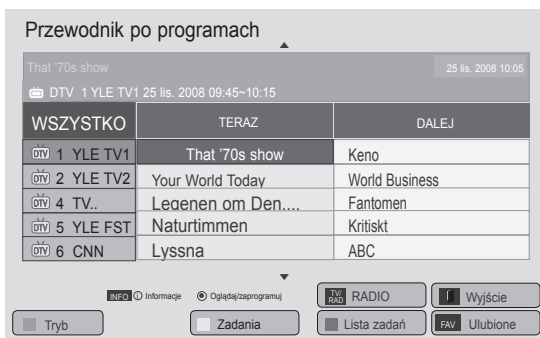 Przewodnik po programach
That '70s show 25 lis. 2008 10:05
DTV 1 YLE TV1 25 lis. 2008 09:45~10:15
WSZYSTKO TERAZ DALEJ
DTV 1 YLE TV1 That '70s show Keno
DTV 2 YLE TV2 Your World Today World Business
DTV 4 TV.. Legenen om Den.... Fantomen
DTV 5 YLE FST Naturtimmen Kritiskt
DTV 6 CNN Lyssna ABC
INFO Informacje Oglądaj/zaprogramuj TV/RAD RADIO Wyjście
Tryb Zadania Lista zadań FAV Ulubione